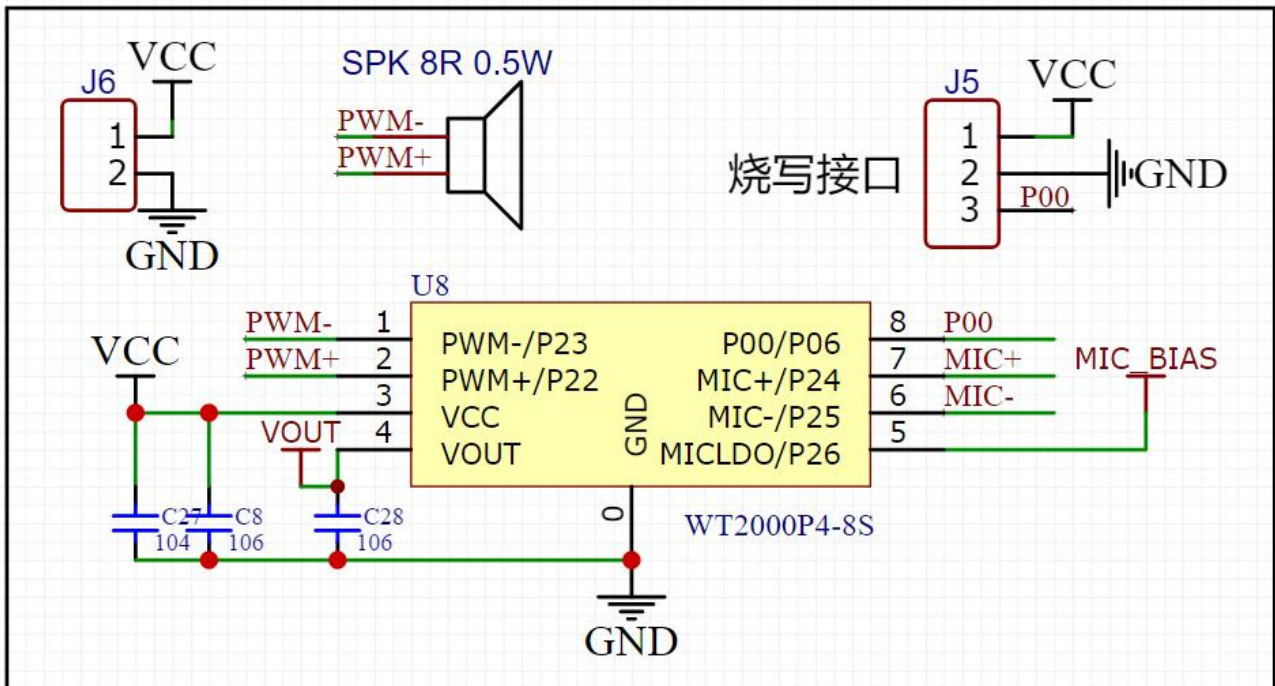 VCC
J6
1
2
GND
SPK 8R 0.5W
PWM-
PWM+
烧写接口
J5
VCC
1
2
3
GND
P00
U8
PWM- 1 PWM-/P23
PWM+ 2 PWM+/P22
VCC 3 VCC
VOUT 4 VOUT
GND
P00/P06 8 P00
MIC+/P24 7 MIC+
MIC-/P25 6 MIC-
MICLDO/P26 5 MIC_BIAS
C27
104
C8
106
C28
106
0
WT2000P4-8S
GND